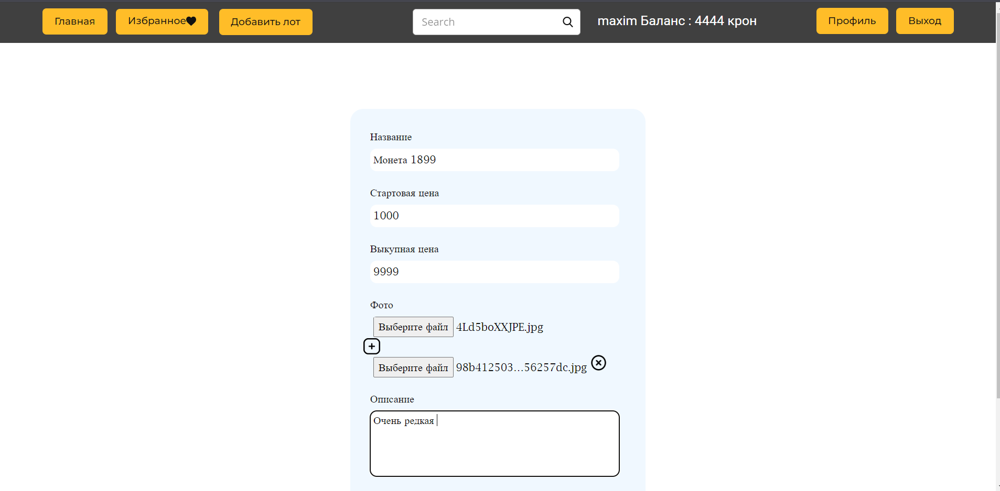 Главная Избранное Добавить лот Search maxim Баланс : 4444 крон Профиль Выход
Название
Монета 1899
Стартовая цена
1000
Выкупная цена
9999
Фото
Выберите файл 4Ld5boXXJPE.jpg
Выберите файл 98b412503...56257dc.jpg
Описание
Очень редкая